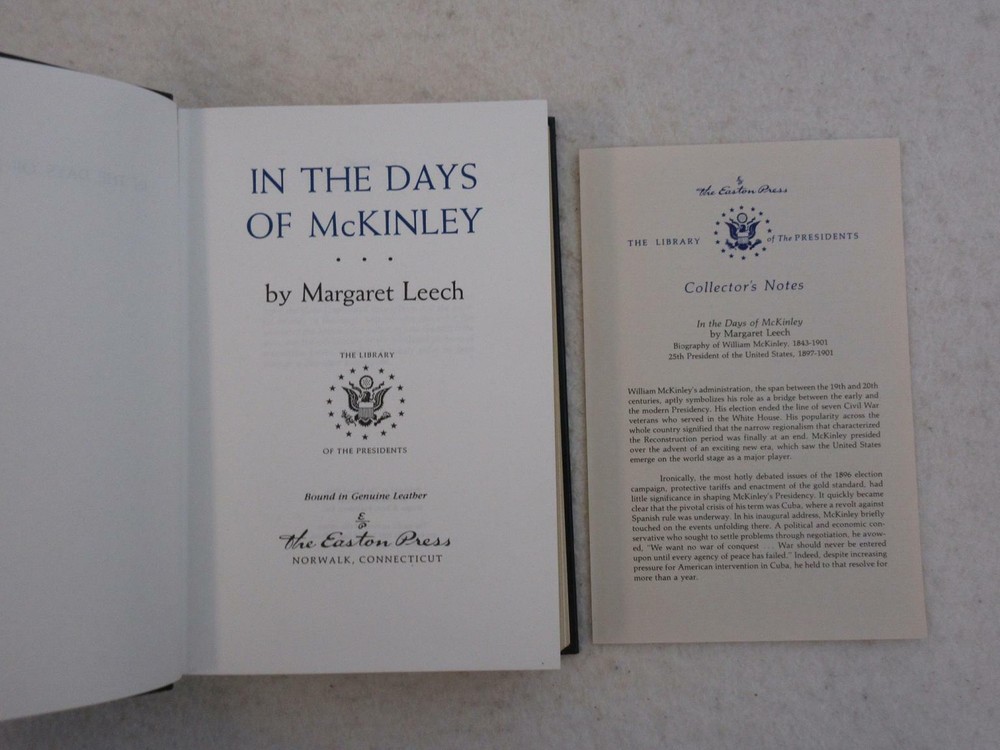 IN THE DAYS
OF McKINLEY
by Margaret Leech
THE LIBRARY
OF THE PRESIDENTS
Bound in Genuine Leather
The Easton Press
NORWALK, CONNECTICUT
The Easton Press
THE LIBRARY of The PRESIDENTS
Collector's Notes
In the Days of McKinley
by Margaret Leech
Biography of William McKinley, 1843-1901
25th President of the United States, 1897-1901
William McKinley's administration, the span between the 19th and 20th
centuries, aptly symbolizes his role as a bridge between the early and
the modern Presidency. His election ended the line of seven Civil War
veterans who served in the White House. His popularity across the
whole country signified that the narrow regionalism that characterized
the Reconstruction period was finally at an end. McKinley presided
over the advent of an exciting new era, which saw the United States
emerge on the world stage as a major player.
Ironically, the most hotly debated issues of the 1896 election
campaign, protective tariffs and enactment of the gold standard, had
little significance in shaping McKinley's Presidency. It quickly became
clear that the pivotal crisis of his term was Cuba, where a revolt against
Spanish rule was underway. In his inaugural address, McKinley briefly
touched on the events unfolding there. A political and economic con-
servative who sought to settle problems through negotiation, he avow-
ed, "We want no war of conquest . . . War should never be entered
upon until every agency of peace has failed." Indeed, despite increasing
pressure for American intervention in Cuba, he held to that resolve for
more than a year.